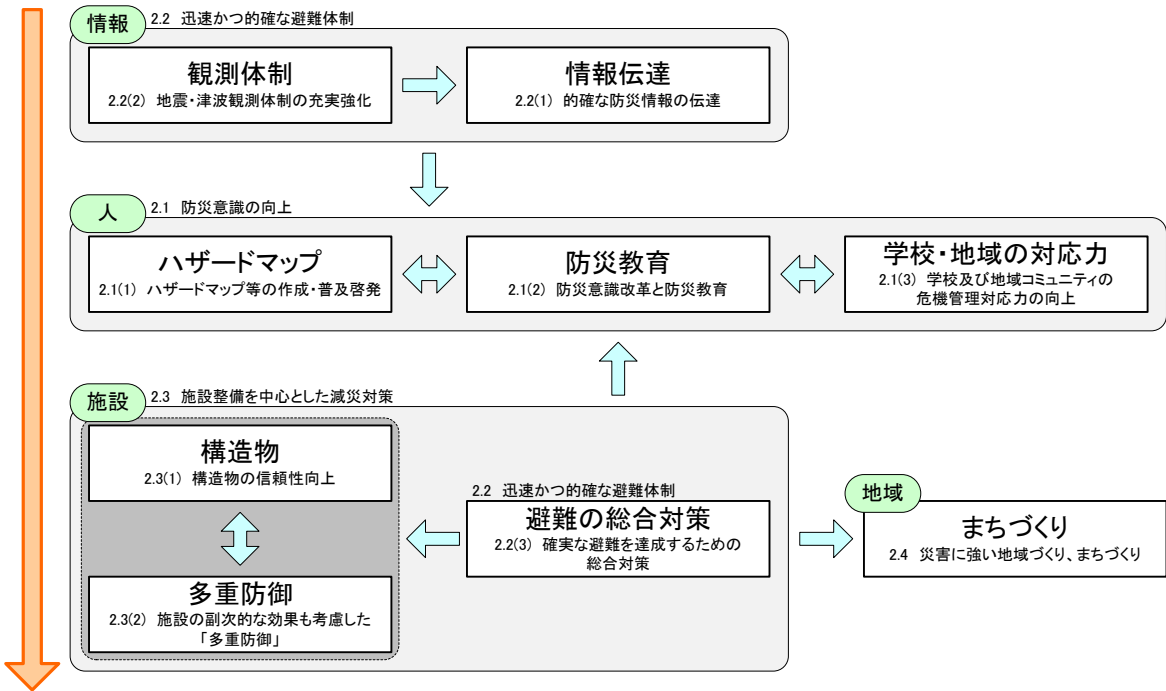 情報
2.2 迅速かつ的確な避難体制
観測体制
2.2(2) 地震・津波観測体制の充実強化
情報伝達
2.2(1) 的確な防災情報の伝達
人
2.1 防災意識の向上
ハザードマップ
2.1(1) ハザードマップ等の作成・普及啓発
防災教育
2.1(2) 防災意識改革と防災教育
学校・地域の対応力
2.1(3) 学校及び地域コミュニティの
危機管理対応力の向上
施設
2.3 施設整備を中心とした減災対策
構造物
2.3(1) 構造物の信頼性向上
多重防御
2.3(2) 施設の副次的な効果も考慮した
「多重防御」
2.2 迅速かつ的確な避難体制
避難の総合対策
2.2(3) 確実な避難を達成するための
総合対策
地域
まちづくり
2.4 災害に強い地域づくり、まちづくり